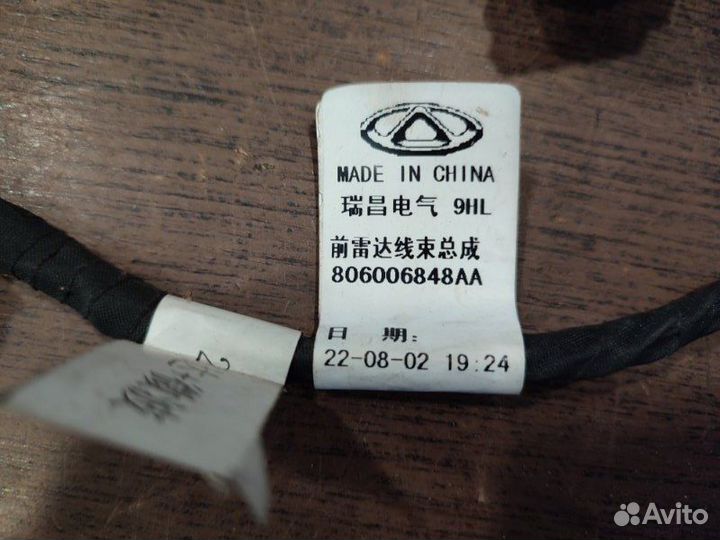 MADE IN CHINA
瑞昌电气 9HL
前雷达线束总成
806006848AA
日 期:
22-08-02 19:24
Avito